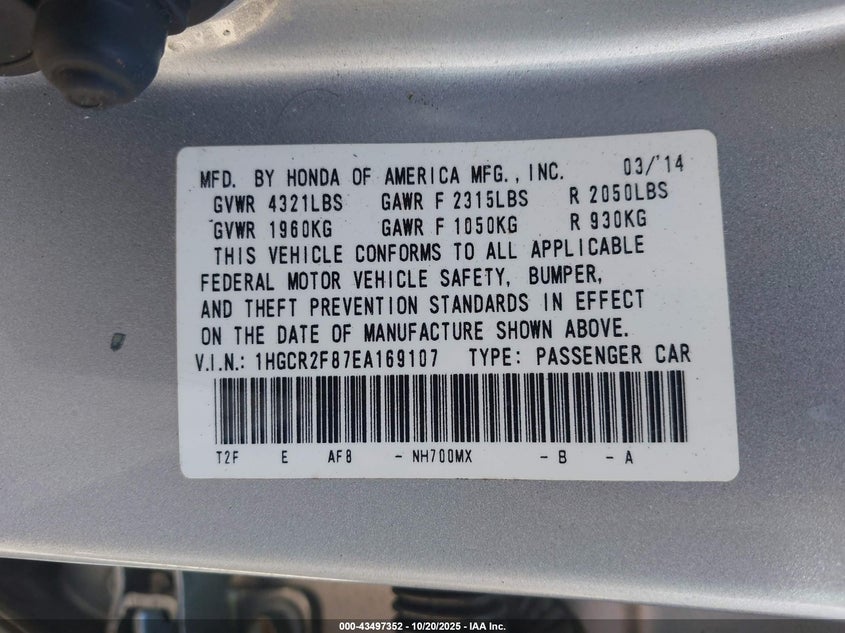 MFD. BY HONDA OF AMERICA MFG., INC. 03/'14
GVWR 4321LBS GAWR F 2315LBS R 2050LBS
GVWR 1960KG GAWR F 1050KG R 930KG
THIS VEHICLE CONFORMS TO ALL APPLICABLE
FEDERAL MOTOR VEHICLE SAFETY, BUMPER,
AND THEFT PREVENTION STANDARDS IN EFFECT
ON THE DATE OF MANUFACTURE SHOWN ABOVE.
V.I.N.: 1HGCR2F87EA169107 TYPE: PASSENGER CAR
T2F E AF8 - NH700MX - B - A
000-43497352 - 10/20/2025 - IAA Inc.